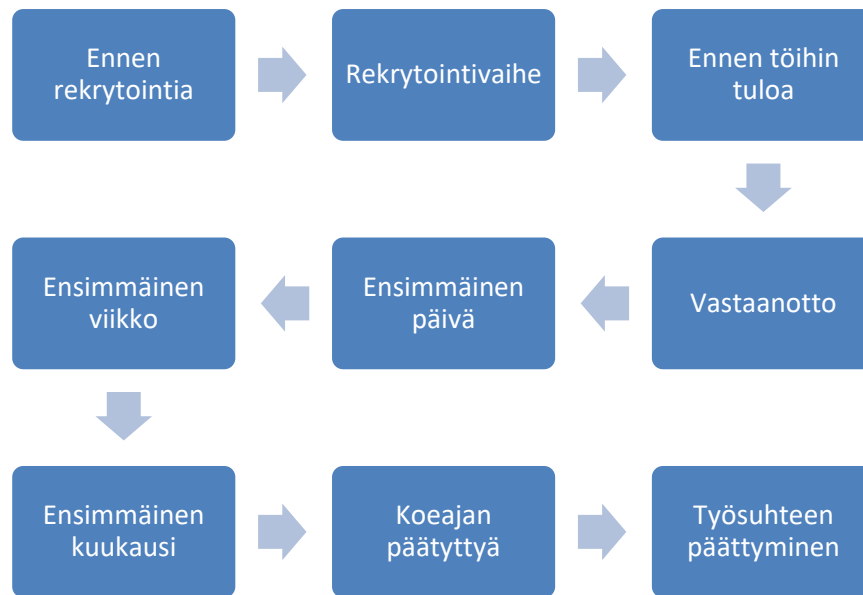 Ennen
rekrytointia
Rekrytointivaihe
Ennen töihin
tuloa
Vastaanotto
Ensimmäinen
päivä
Ensimmäinen
viikko
Ensimmäinen
kuukausi
Koeajan
päätyttyä
Työsuhteen
päättyminen